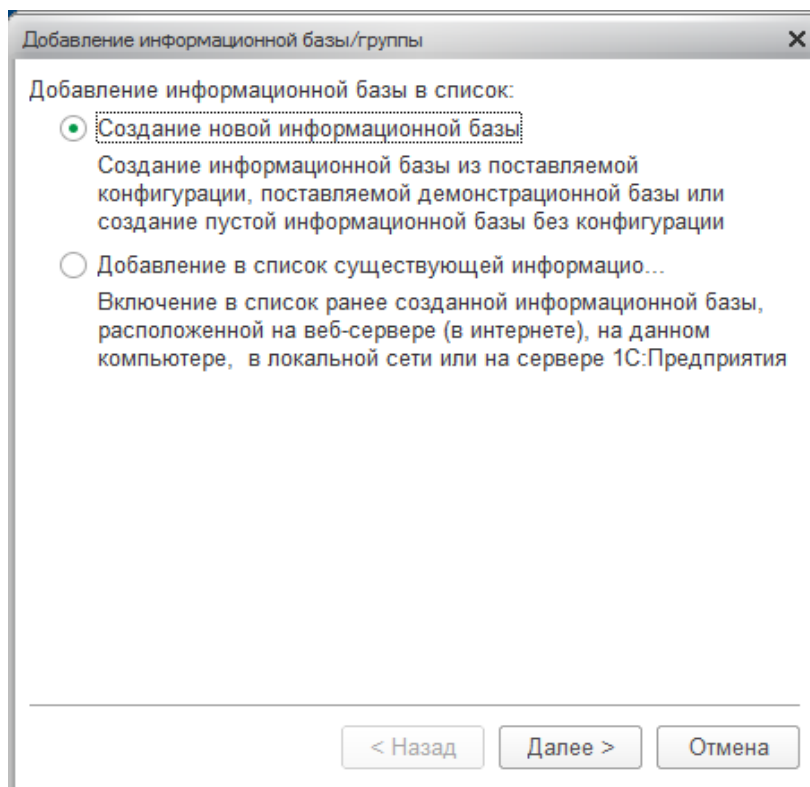 Добавление информационной базы/группы
Добавление информационной базы в список:
Создание новой информационной базы
Создание информационной базы из поставляемой
конфигурации, поставляемой демонстрационной базы или
создание пустой информационной базы без конфигурации
Добавление в список существующей информацио...
Включение в список ранее созданной информационной базы,
расположенной на веб-сервере (в интернете), на данном
компьютере, в локальной сети или на сервере 1С:Предприятия
< Назад Далее > Отмена